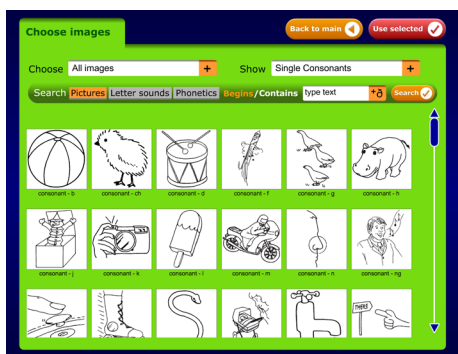 Choose images
Back to main
Use selected
Choose All images + Show Single Consonants +
Search Pictures Letter sounds Phonetics Begins/Contains type text +ð Search
consonant - b consonant - ch consonant - d consonant - f consonant - g consonant - h
consonant - j consonant - k consonant - l consonant - m consonant - n consonant - ng
THERE